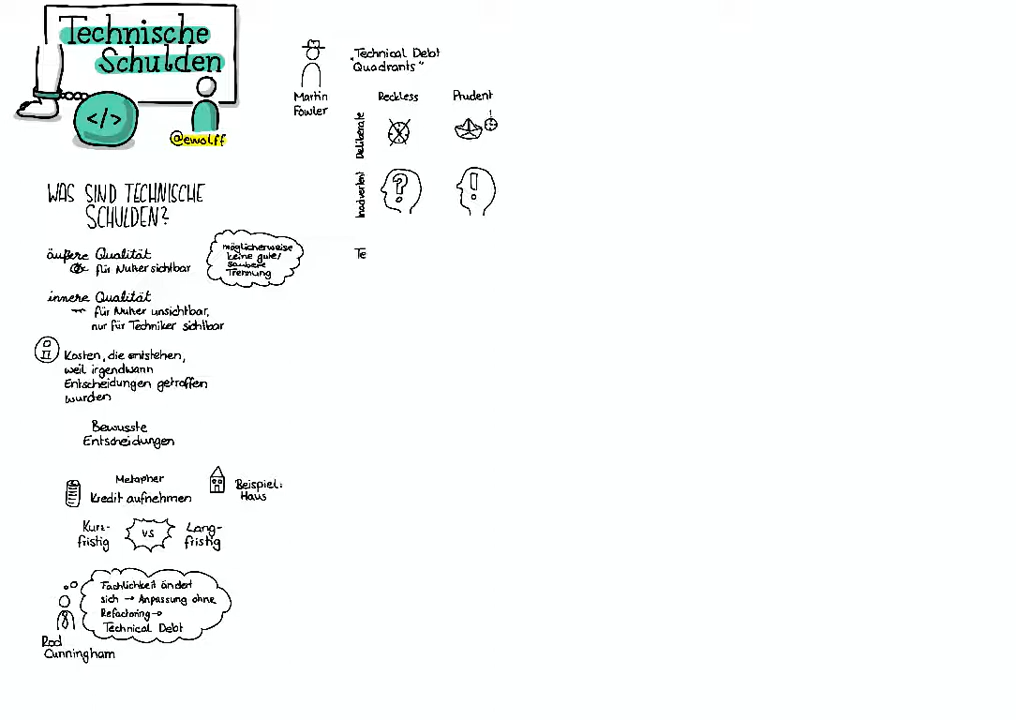 Technische
Schulden
</>
@ewolff
WAS SIND TECHNISCHE
SCHULDEN?
äußere Qualität
für Nutzer sichtbar
möglicherweise
keine gute/
saubere
Trennung
innere Qualität
für Nutzer unsichtbar,
nur für Techniker sichtbar
Kosten, die entstehen,
weil irgendwann
Entscheidungen getroffen
wurden
Bewusste
Entscheidungen
Metapher
Kredit aufnehmen
Beispiel:
Haus
Kurz-
fristig
vs
Lang-
fristig
Fachlichkeit ändert
sich → Anpassung ohne
Refactoring →
Technical Debt
Rod
Cunningham
Martin
Fowler
"Technical Debt
Quadrants"
Reckless
Prudent
Deliberate
Inadvertent
?
!
Te